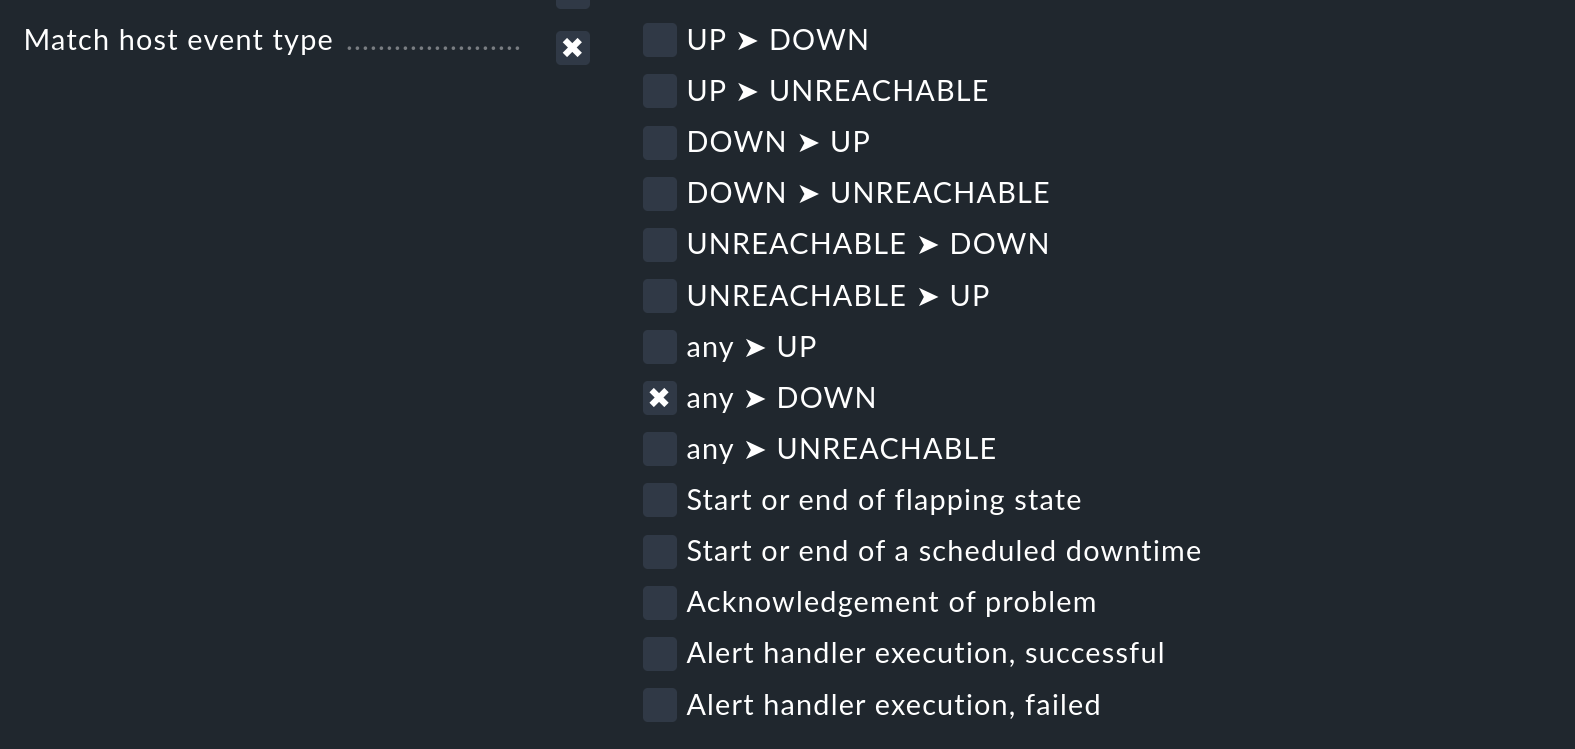 Match host event type ......................
UP ➤ DOWN
UP ➤ UNREACHABLE
DOWN ➤ UP
DOWN ➤ UNREACHABLE
UNREACHABLE ➤ DOWN
UNREACHABLE ➤ UP
any ➤ UP
any ➤ DOWN
any ➤ UNREACHABLE
Start or end of flapping state
Start or end of a scheduled downtime
Acknowledgement of problem
Alert handler execution, successful
Alert handler execution, failed